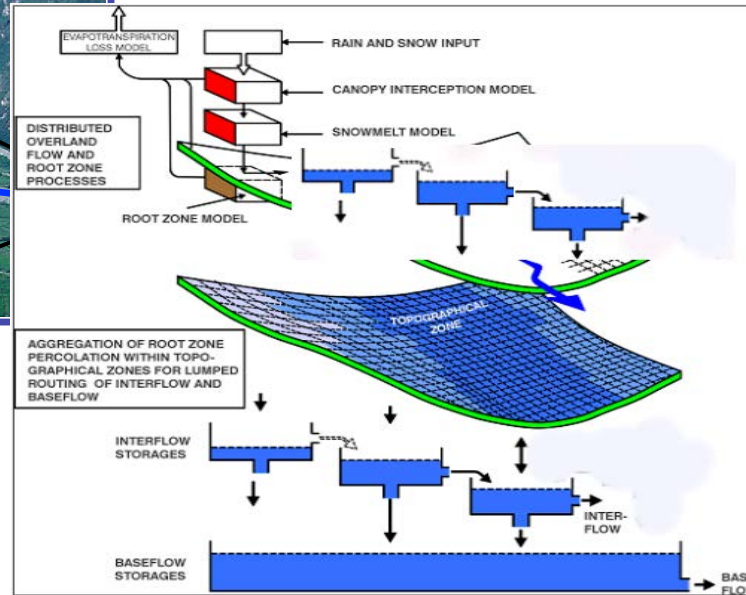 EVAPOTRANSPIRATION
LOSS MODEL
RAIN AND SNOW INPUT
CANOPY INTERCEPTION MODEL
SNOWMELT MODEL
DISTRIBUTED
OVERLAND
FLOW AND
ROOT ZONE
PROCESSES
ROOT ZONE MODEL
TOPOGRAPHICAL
ZONE
AGGREGATION OF ROOT ZONE
PERCOLATION WITHIN TOPO-
GRAPHICAL ZONES FOR LUMPED
ROUTING OF INTERFLOW AND
BASEFLOW
INTERFLOW
STORAGES
INTER-
FLOW
BASEFLOW
STORAGES
BAS
FLO